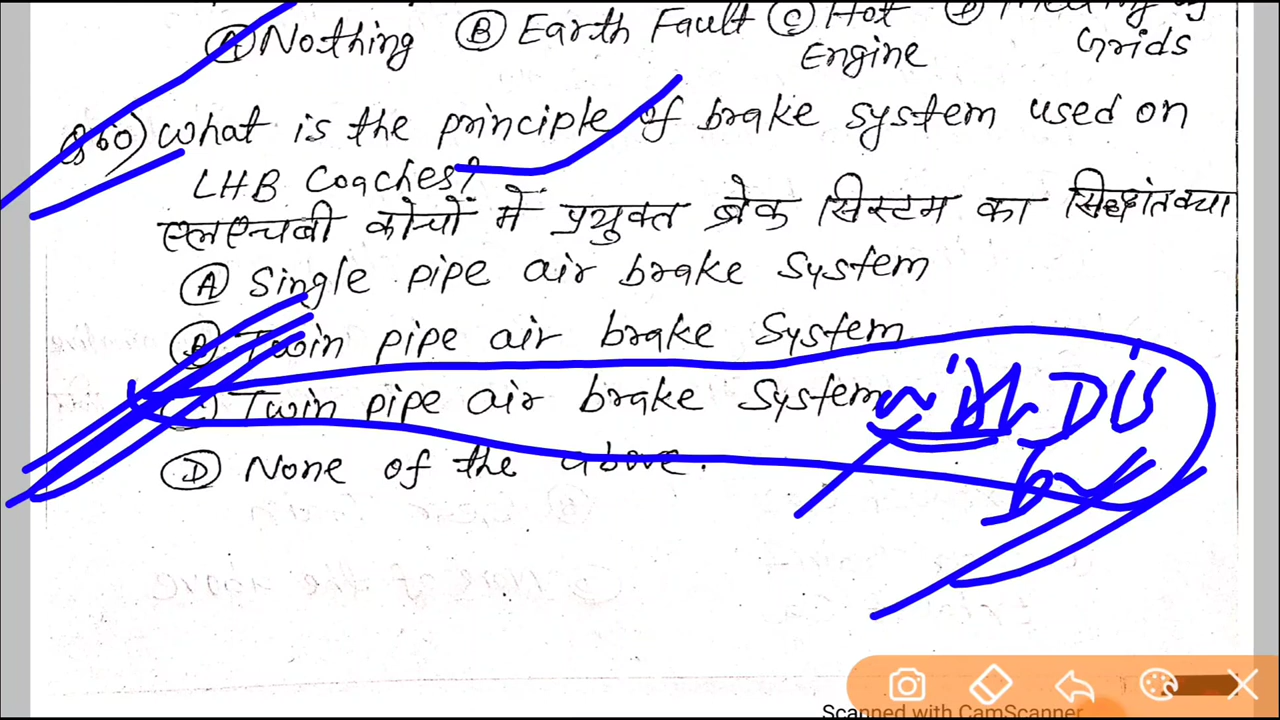 Ⓐ Nothing Ⓑ Earth Fault Ⓒ Hot Engine
Grids
Q60) What is the principle of brake system used on
LHB Coaches?
एलएचबी कोचों में प्रयुक्त ब्रेक सिस्टम का सिद्धांत क्या
Ⓐ Single pipe air brake System
Ⓑ Twin pipe air brake System
Ⓒ Twin pipe air brake System with
Ⓓ None of the above.
Scanned with CamScanner